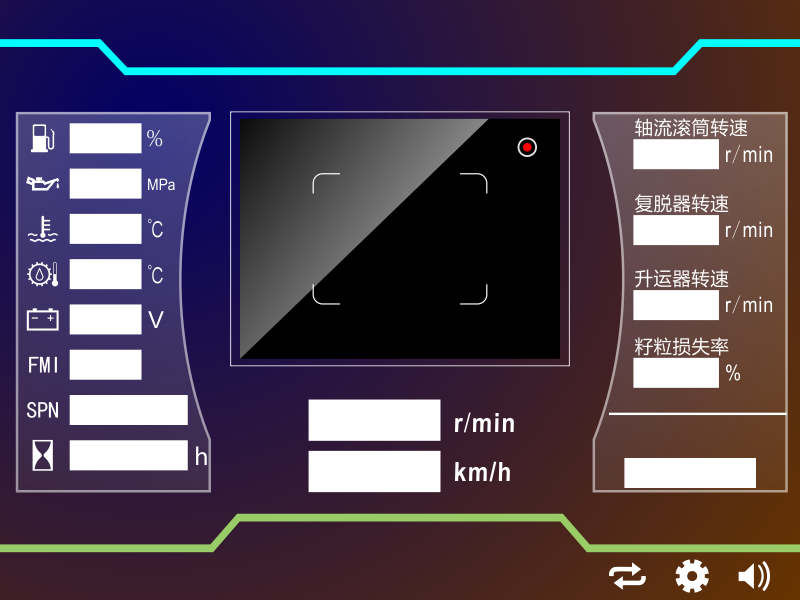 %
MPa
℃
℃
V
FMI
SPN
h
r/min
km/h
轴流滚筒转速
r/min
复脱器转速
r/min
升运器转速
r/min
籽粒损失率
%